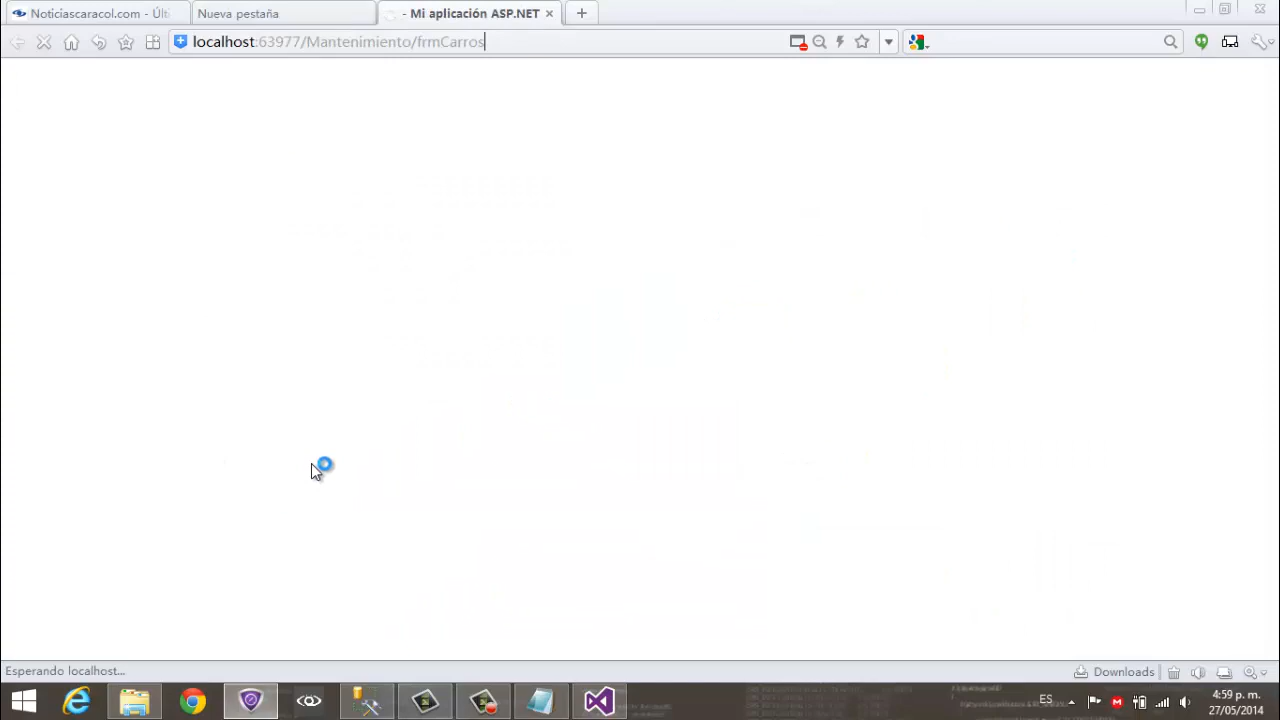 Noticiascaracol.com - Últi
Nueva pestaña
- Mi aplicación ASP.NET
localhost:63977/Mantenimiento/frmCarros
Esperando localhost...
Downloads
ES
4:59 p. m.
27/05/2014